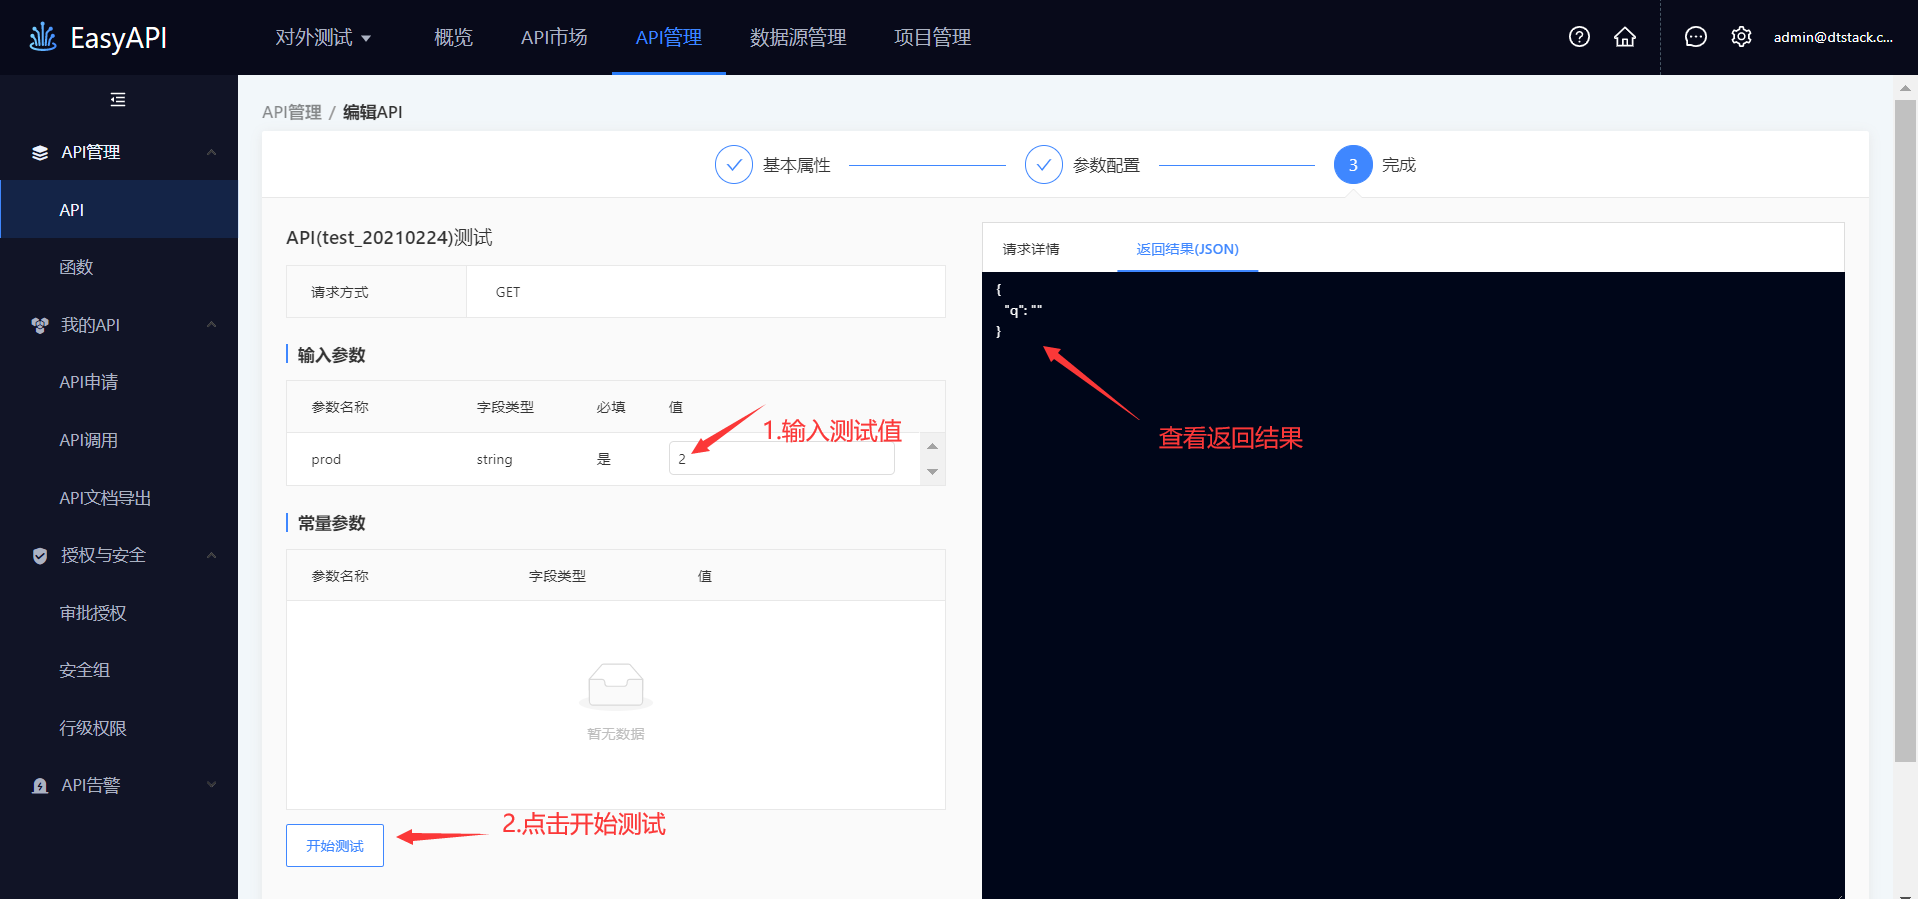 EasyAPI
对外测试
概览
API市场
API管理
数据源管理
项目管理
admin@dtstack.c...
API管理
API
函数
我的API
API申请
API调用
API文档导出
授权与安全
审批授权
安全组
行级权限
API告警
API管理 / 编辑API
基本属性
参数配置
3 完成
API(test_20210224)测试
请求方式 GET
输入参数
参数名称 字段类型 必填 值
prod string 是 2
1.输入测试值
常量参数
参数名称 字段类型 值
暂无数据
2.点击开始测试
开始测试
请求详情 返回结果(JSON)
{
"q": ""
}
查看返回结果